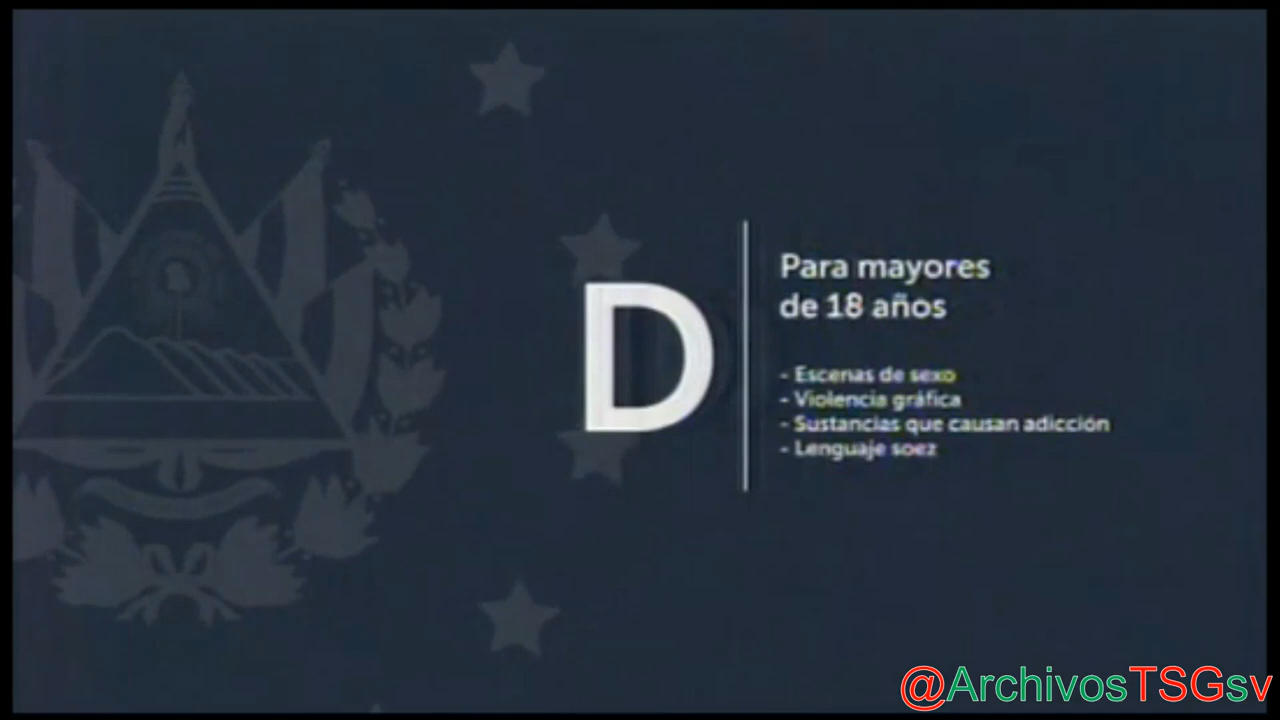 D
Para mayores
de 18 años
- Escenas de sexo
- Violencia gráfica
- Sustancias que causan adicción
- Lenguaje soez
@ArchivosTSGsv